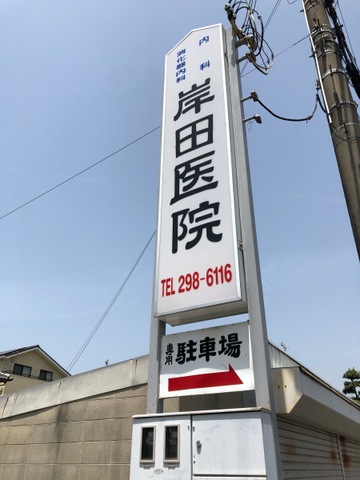 内科
消化器内科
岸田医院
TEL 298-6116
専用 駐車場